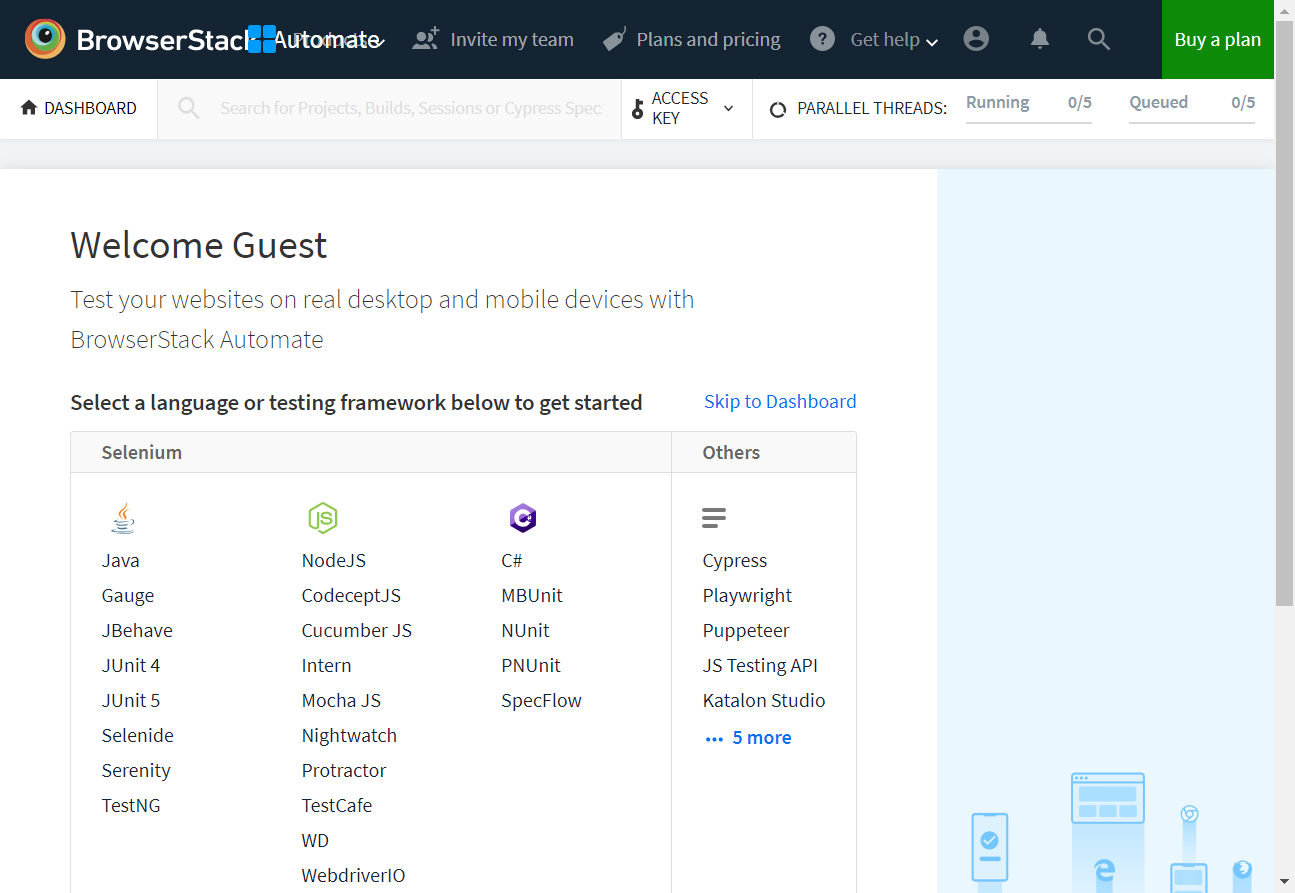 BrowserStack Automate
Invite my team
Plans and pricing
? Get help
Buy a plan
DASHBOARD
Search for Projects, Builds, Sessions or Cypress Spec
ACCESS
KEY
PARALLEL THREADS:
Running 0/5
Queued 0/5
Welcome Guest
Test your websites on real desktop and mobile devices with
BrowserStack Automate
Select a language or testing framework below to get started
Skip to Dashboard
Selenium
JS
Java
Gauge
JBehave
JUnit 4
JUnit 5
Selenide
Serenity
TestNG
NodeJS
CodeceptJS
Cucumber JS
Intern
Mocha JS
Nightwatch
Protractor
TestCafe
WD
WebdriverIO
C#
MBUnit
NUnit
PNUnit
SpecFlow
Others
Cypress
Playwright
Puppeteer
JS Testing API
Katalon Studio
••• 5 more